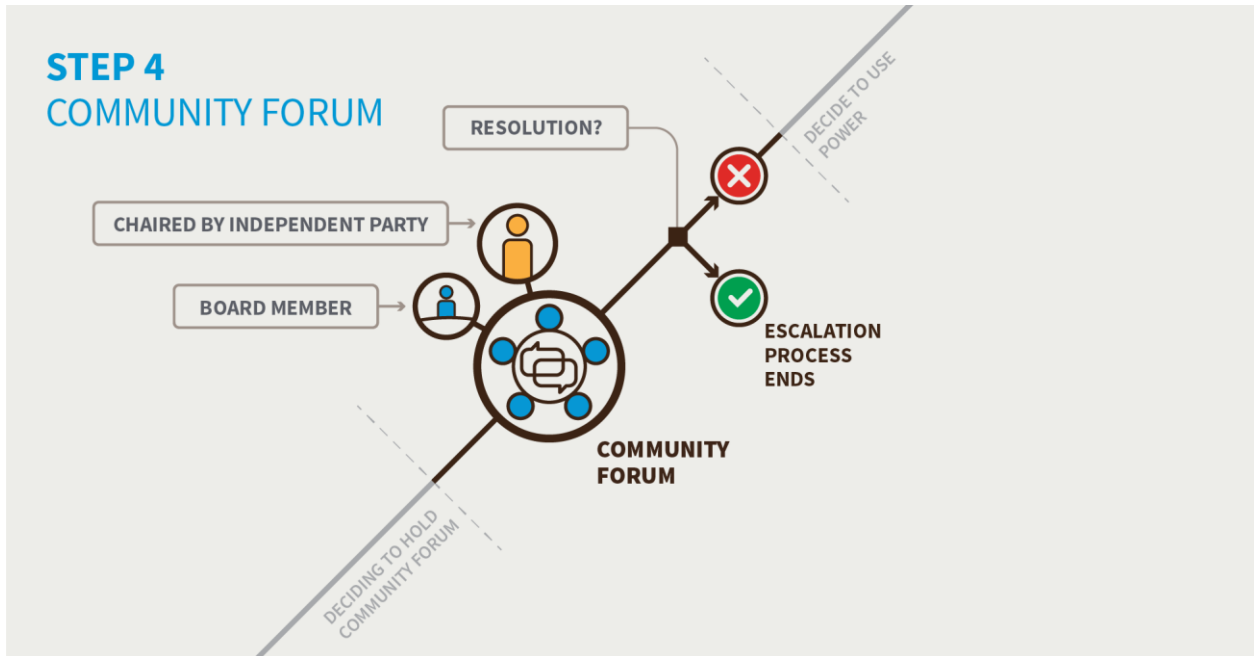 STEP 4
COMMUNITY FORUM
RESOLUTION?
DECIDE TO USE
POWER
CHAIRED BY INDEPENDENT PARTY
BOARD MEMBER
ESCALATION
PROCESS
ENDS
COMMUNITY
FORUM
DECIDING TO HOLD
COMMUNITY FORUM